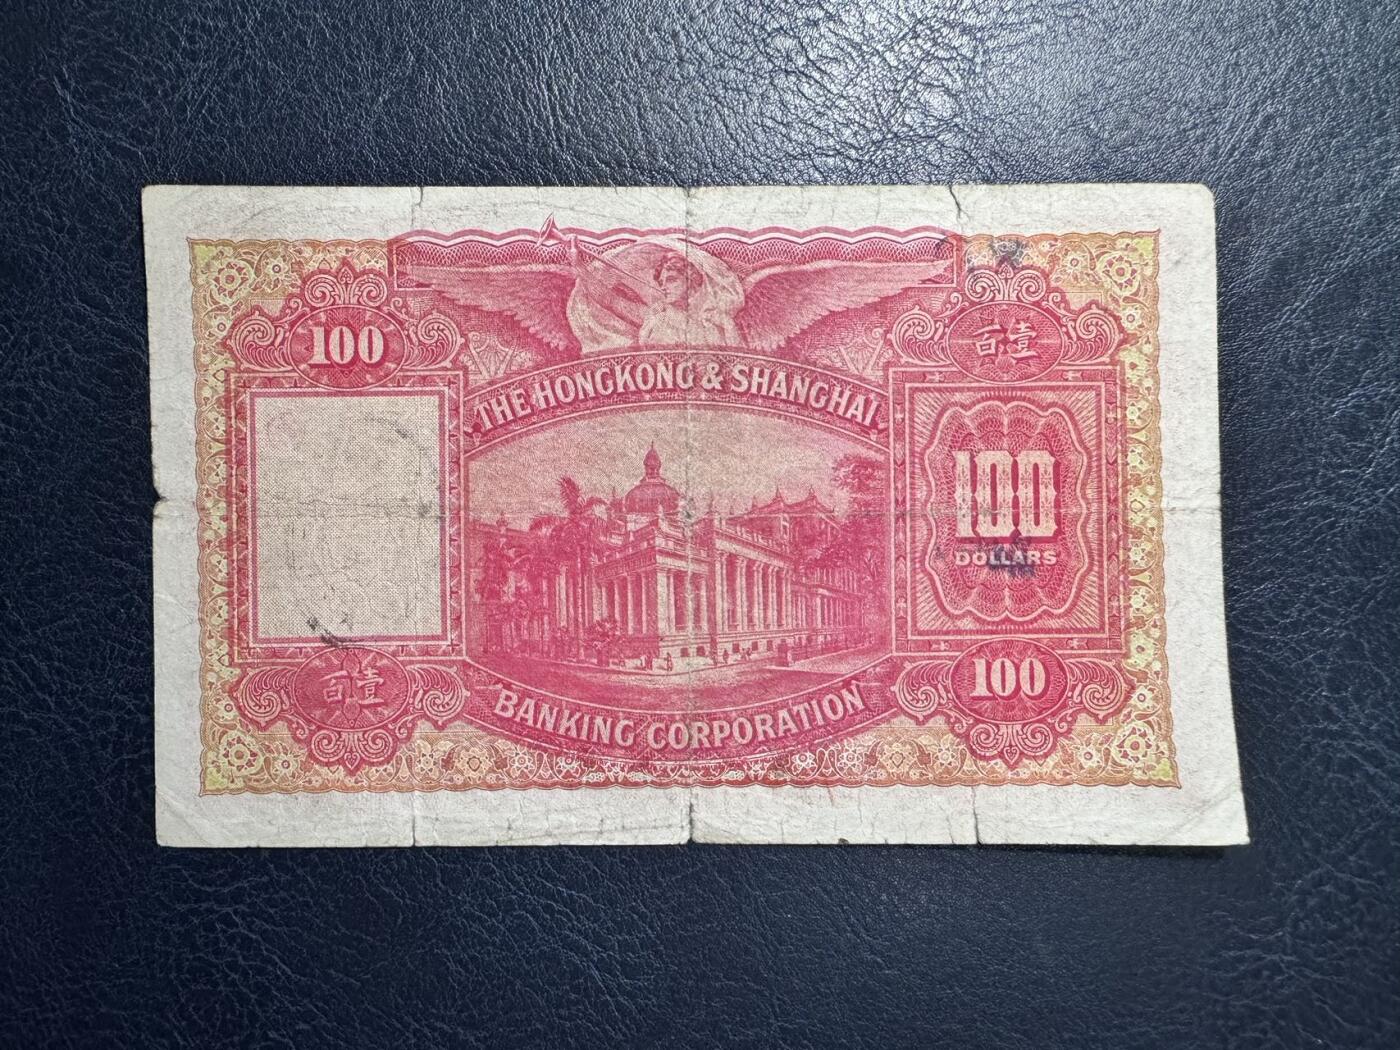 100
百壹
THE HONGKONG & SHANGHAI
100
DOLLARS
百壹
100
BANKING CORPORATION